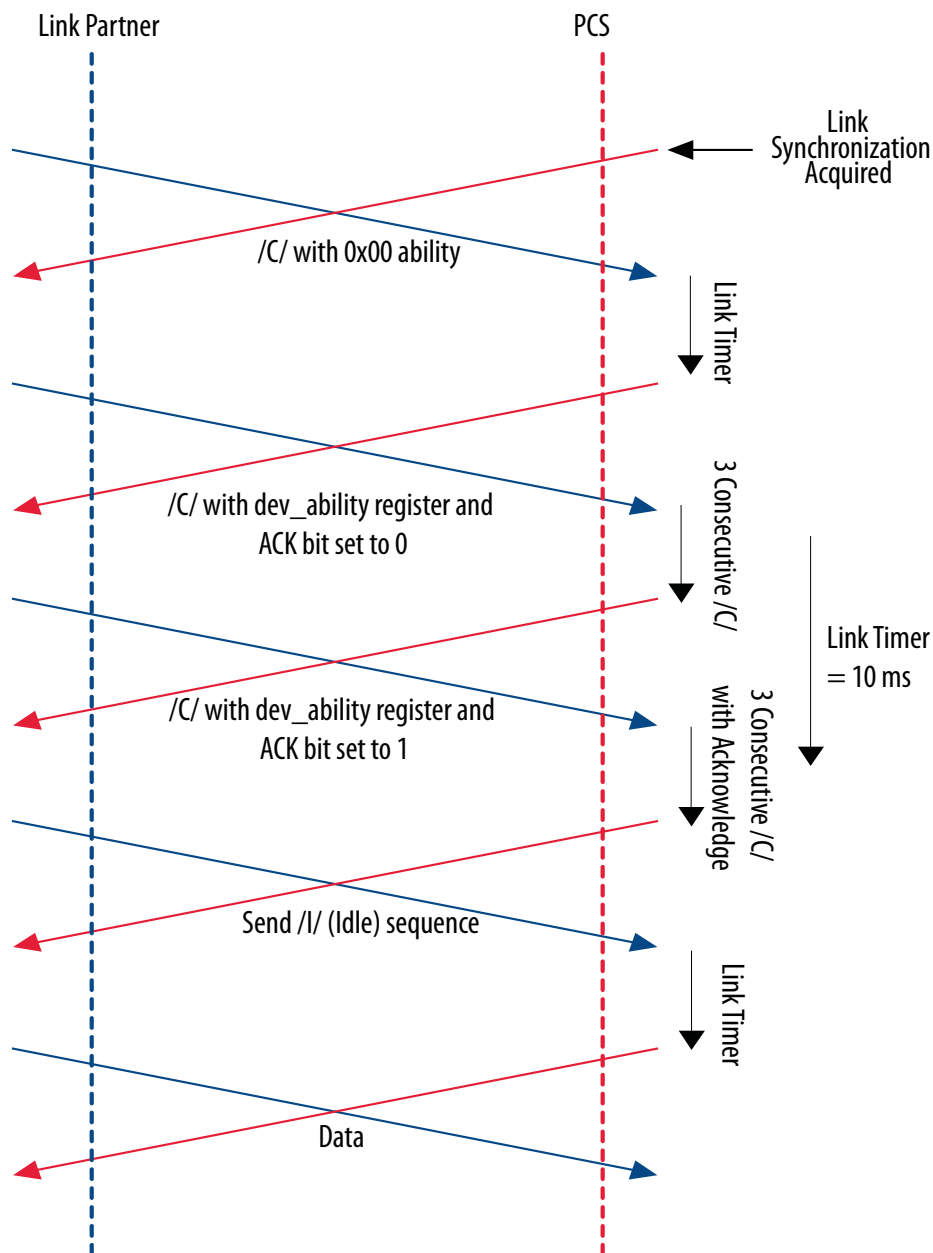 Link Partner
PCS
Link
Synchronization
Acquired
/C/ with 0x00 ability
Link Timer
/C/ with dev_ability register and
ACK bit set to 0
3 Consecutive /C/
Link Timer
= 10 ms
/C/ with dev_ability register and
ACK bit set to 1
3 Consecutive /C/
with Acknowledge
Send /I/ (Idle) sequence
Link Timer
Data